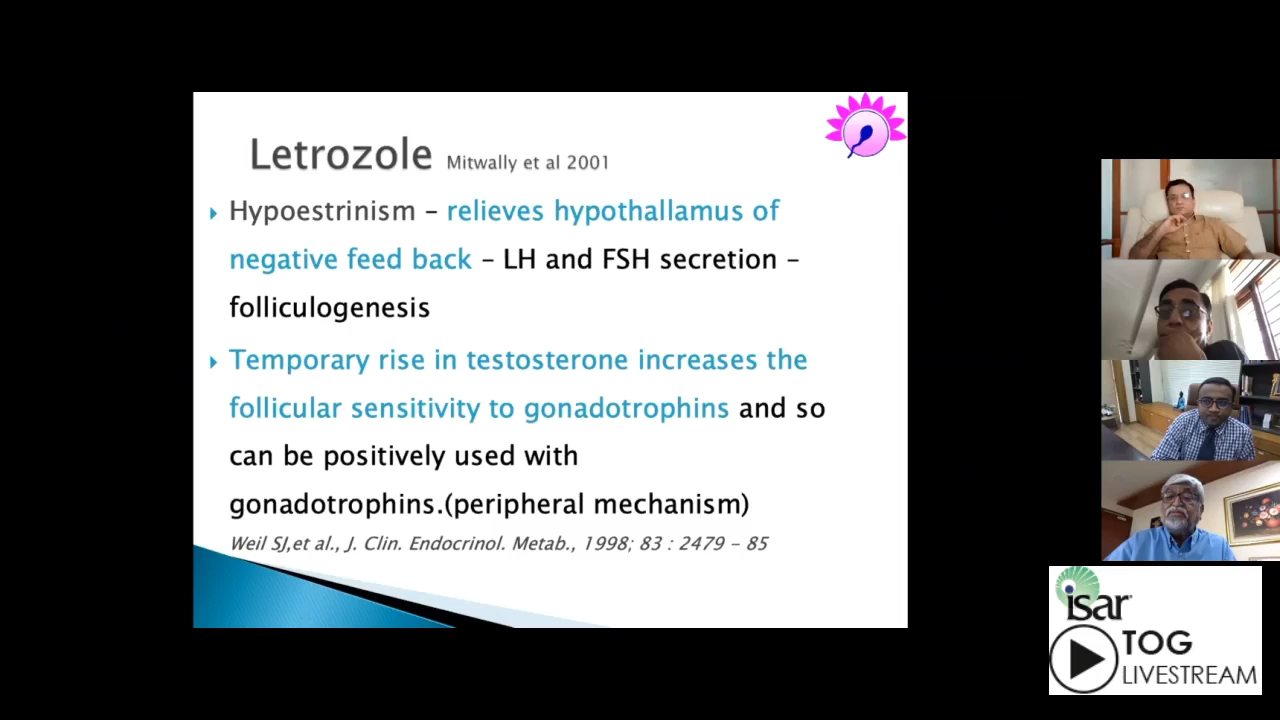 Letrozole Mitwally et al 2001
Hypoestrinism – relieves hypothallamus of
negative feed back – LH and FSH secretion –
folliculogenesis
Temporary rise in testosterone increases the
follicular sensitivity to gonadotrophins and so
can be positively used with
gonadotrophins.(peripheral mechanism)
Weil SJ,et al., J. Clin. Endocrinol. Metab., 1998; 83 : 2479 – 85
isar
TOG
LIVESTREAM